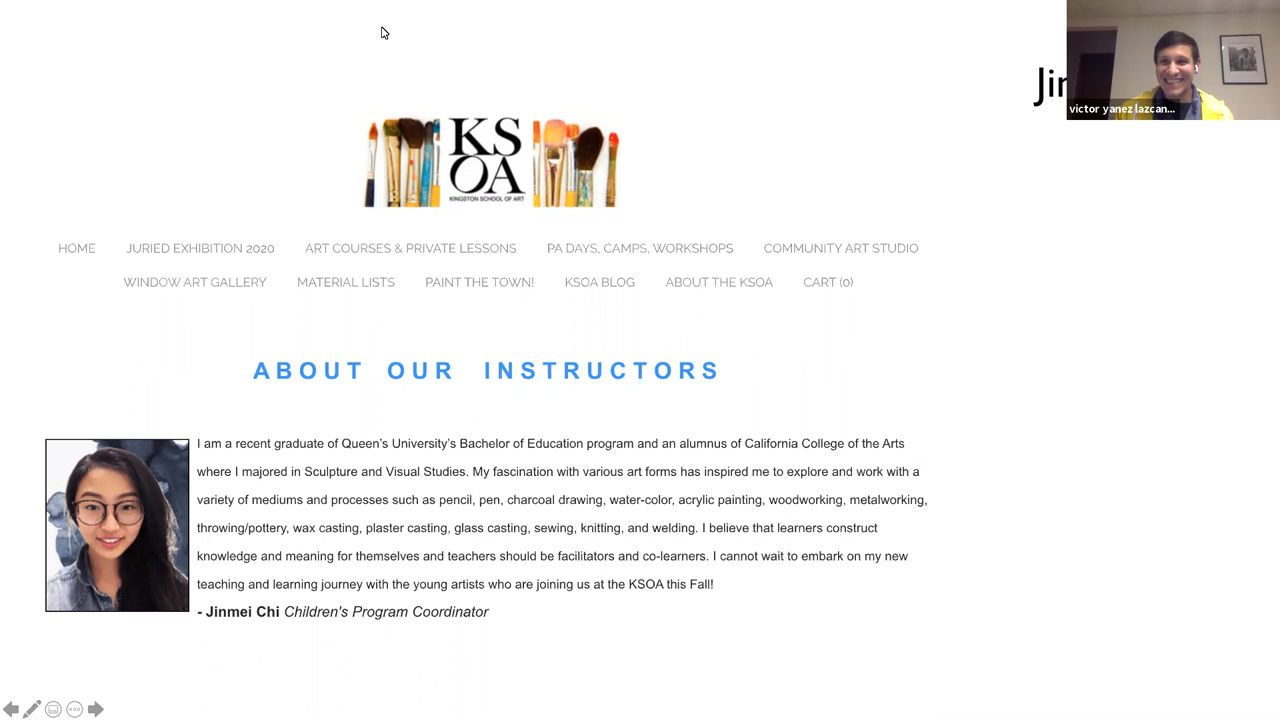 Jin
victor yanez lazcan...
KS
OA
KINGSTON SCHOOL OF ART
HOME JURIED EXHIBITION 2020 ART COURSES & PRIVATE LESSONS PA DAYS, CAMPS, WORKSHOPS COMMUNITY ART STUDIO
WINDOW ART GALLERY MATERIAL LISTS PAINT THE TOWN! KSOA BLOG ABOUT THE KSOA CART (0)
ABOUT OUR INSTRUCTORS
I am a recent graduate of Queen's University's Bachelor of Education program and an alumnus of California College of the Arts
where I majored in Sculpture and Visual Studies. My fascination with various art forms has inspired me to explore and work with a
variety of mediums and processes such as pencil, pen, charcoal drawing, water-color, acrylic painting, woodworking, metalworking,
throwing/pottery, wax casting, plaster casting, glass casting, sewing, knitting, and welding. I believe that learners construct
knowledge and meaning for themselves and teachers should be facilitators and co-learners. I cannot wait to embark on my new
teaching and learning journey with the young artists who are joining us at the KSOA this Fall!
- Jinmei Chi Children's Program Coordinator